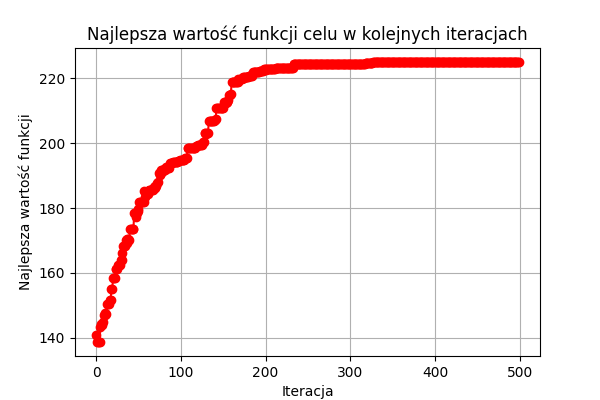 Najlepsza wartość funkcji celu w kolejnych iteracjach
Najlepsza wartość funkcji
220
200
180
160
140
0 100 200 300 400 500
Iteracja